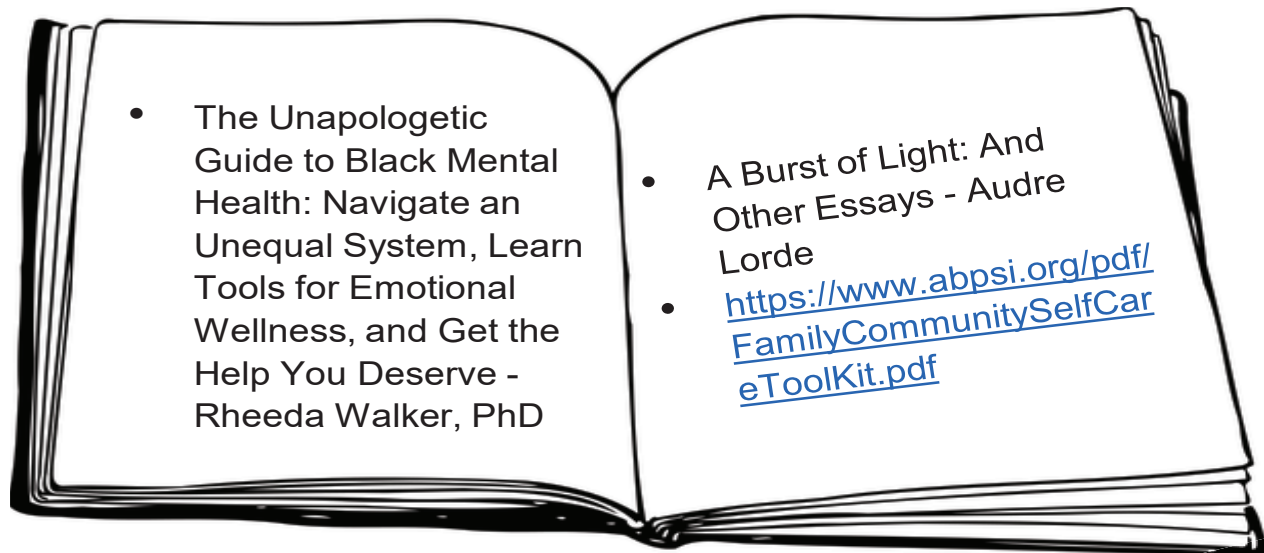 • The Unapologetic
Guide to Black Mental
Health: Navigate an
Unequal System, Learn
Tools for Emotional
Wellness, and Get the
Help You Deserve -
Rheeda Walker, PhD
• A Burst of Light: And
Other Essays - Audre
Lorde
• https://www.abpsi.org/pdf/
FamilyCommunitySelfCar
eToolKit.pdf